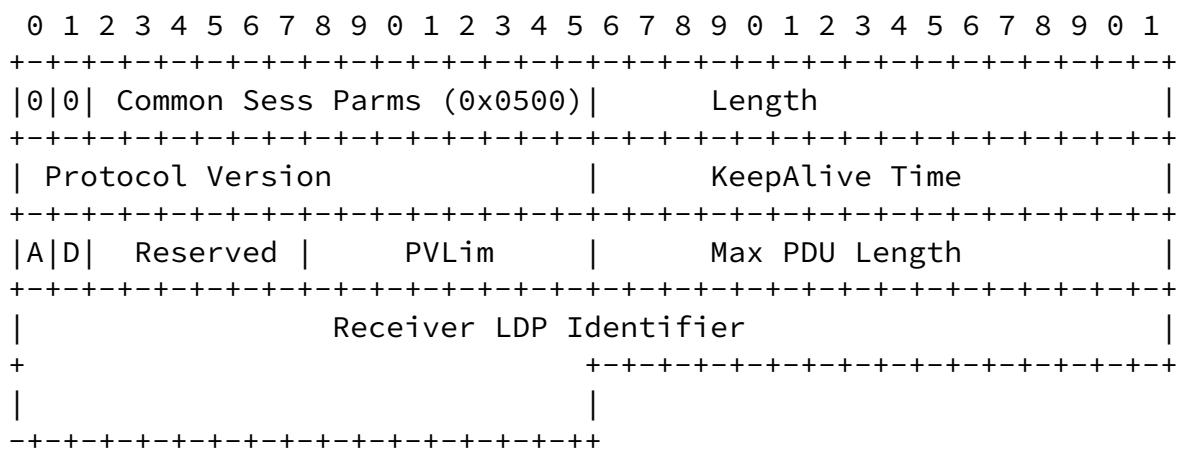 0 1 2 3 4 5 6 7 8 9 0 1 2 3 4 5 6 7 8 9 0 1 2 3 4 5 6 7 8 9 0 1
+-+-+-+-+-+-+-+-+-+-+-+-+-+-+-+-+-+-+-+-+-+-+-+-+-+-+-+-+-+-+-+-+
|0|0| Common Sess Parms (0x0500)|      Length                   |
+-+-+-+-+-+-+-+-+-+-+-+-+-+-+-+-+-+-+-+-+-+-+-+-+-+-+-+-+-+-+-+-+
| Protocol Version              |      KeepAlive Time           |
+-+-+-+-+-+-+-+-+-+-+-+-+-+-+-+-+-+-+-+-+-+-+-+-+-+-+-+-+-+-+-+-+
|A|D|  Reserved |     PVLim     |      Max PDU Length           |
+-+-+-+-+-+-+-+-+-+-+-+-+-+-+-+-+-+-+-+-+-+-+-+-+-+-+-+-+-+-+-+-+
|                 Receiver LDP Identifier                       |
+                               +-+-+-+-+-+-+-+-+-+-+-+-+-+-+-+-+
|                               |
-+-+-+-+-+-+-+-+-+-+-+-+-+-+-+-++